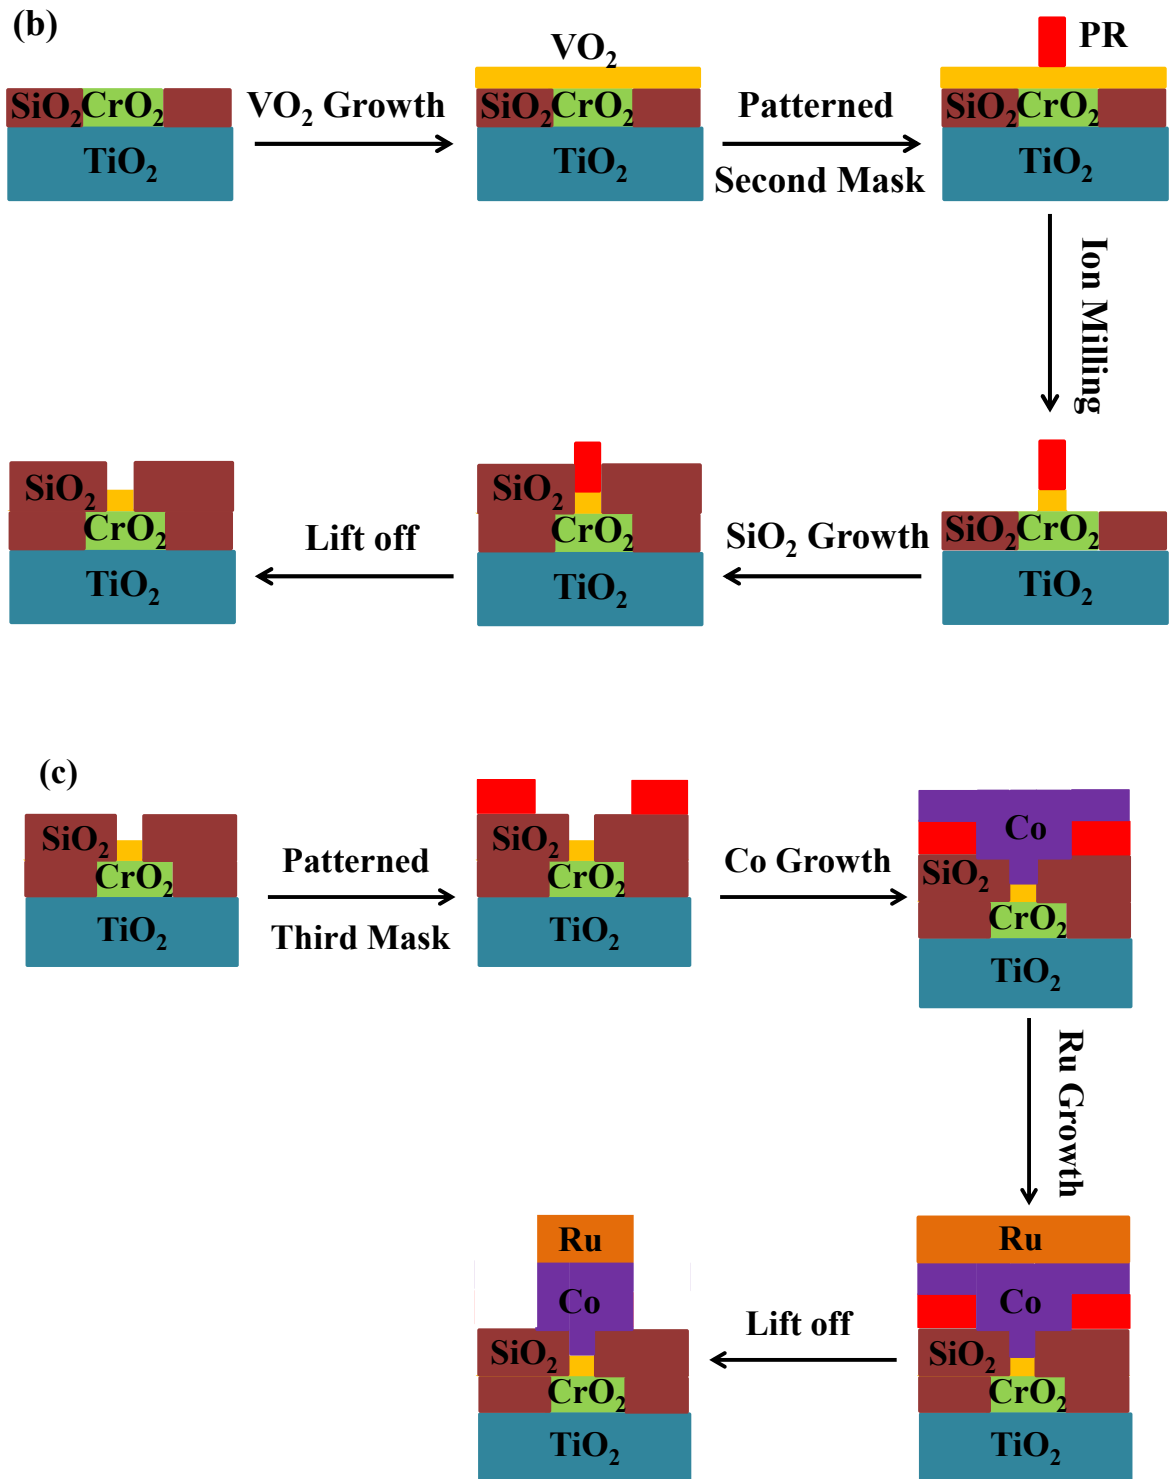 (b)
SiO₂ CrO₂
TiO₂
VO₂ Growth
VO₂
SiO₂ CrO₂
TiO₂
Patterned
Second Mask
PR
SiO₂ CrO₂
TiO₂
Ion Milling
SiO₂ CrO₂
TiO₂
SiO₂ Growth
SiO₂
CrO₂
TiO₂
Lift off
SiO₂
CrO₂
TiO₂
(c)
SiO₂
CrO₂
TiO₂
Patterned
Third Mask
SiO₂
CrO₂
TiO₂
Co Growth
Co
SiO₂
CrO₂
TiO₂
Ru Growth
Ru
Co
SiO₂
CrO₂
TiO₂
Lift off
Ru
Co
SiO₂
CrO₂
TiO₂